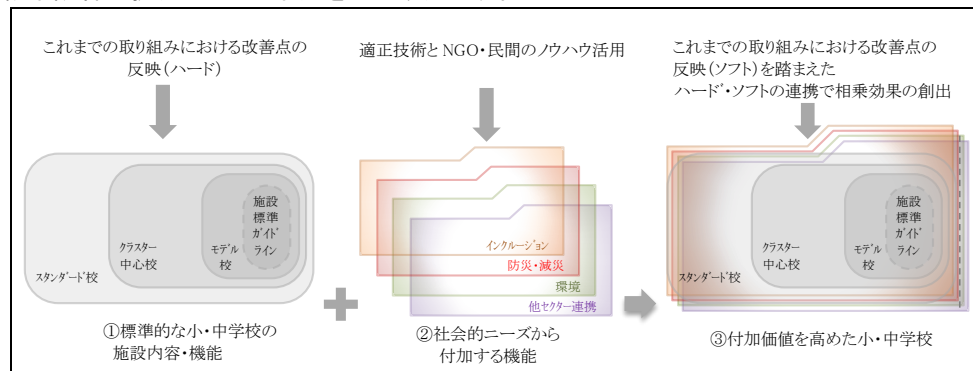 これまでの取り組みにおける改善点の
反映(ハード)
適正技術とNGO・民間のノウハウ活用
これまでの取り組みにおける改善点の
反映(ソフト)を踏まえた
ハード・ソフトの連携で相乗効果の創出
施設
標準
ガイド
ライン
モデル
校
クラスター
中心校
スタンダード校
インクルージョン
防災・減災
環境
他セクター連携
施設
標準
ガイド
ライン
モデル
校
クラスター
中心校
スタンダード校
①標準的な小・中学校の
施設内容・機能
②社会的ニーズから
付加する機能
③付加価値を高めた小・中学校